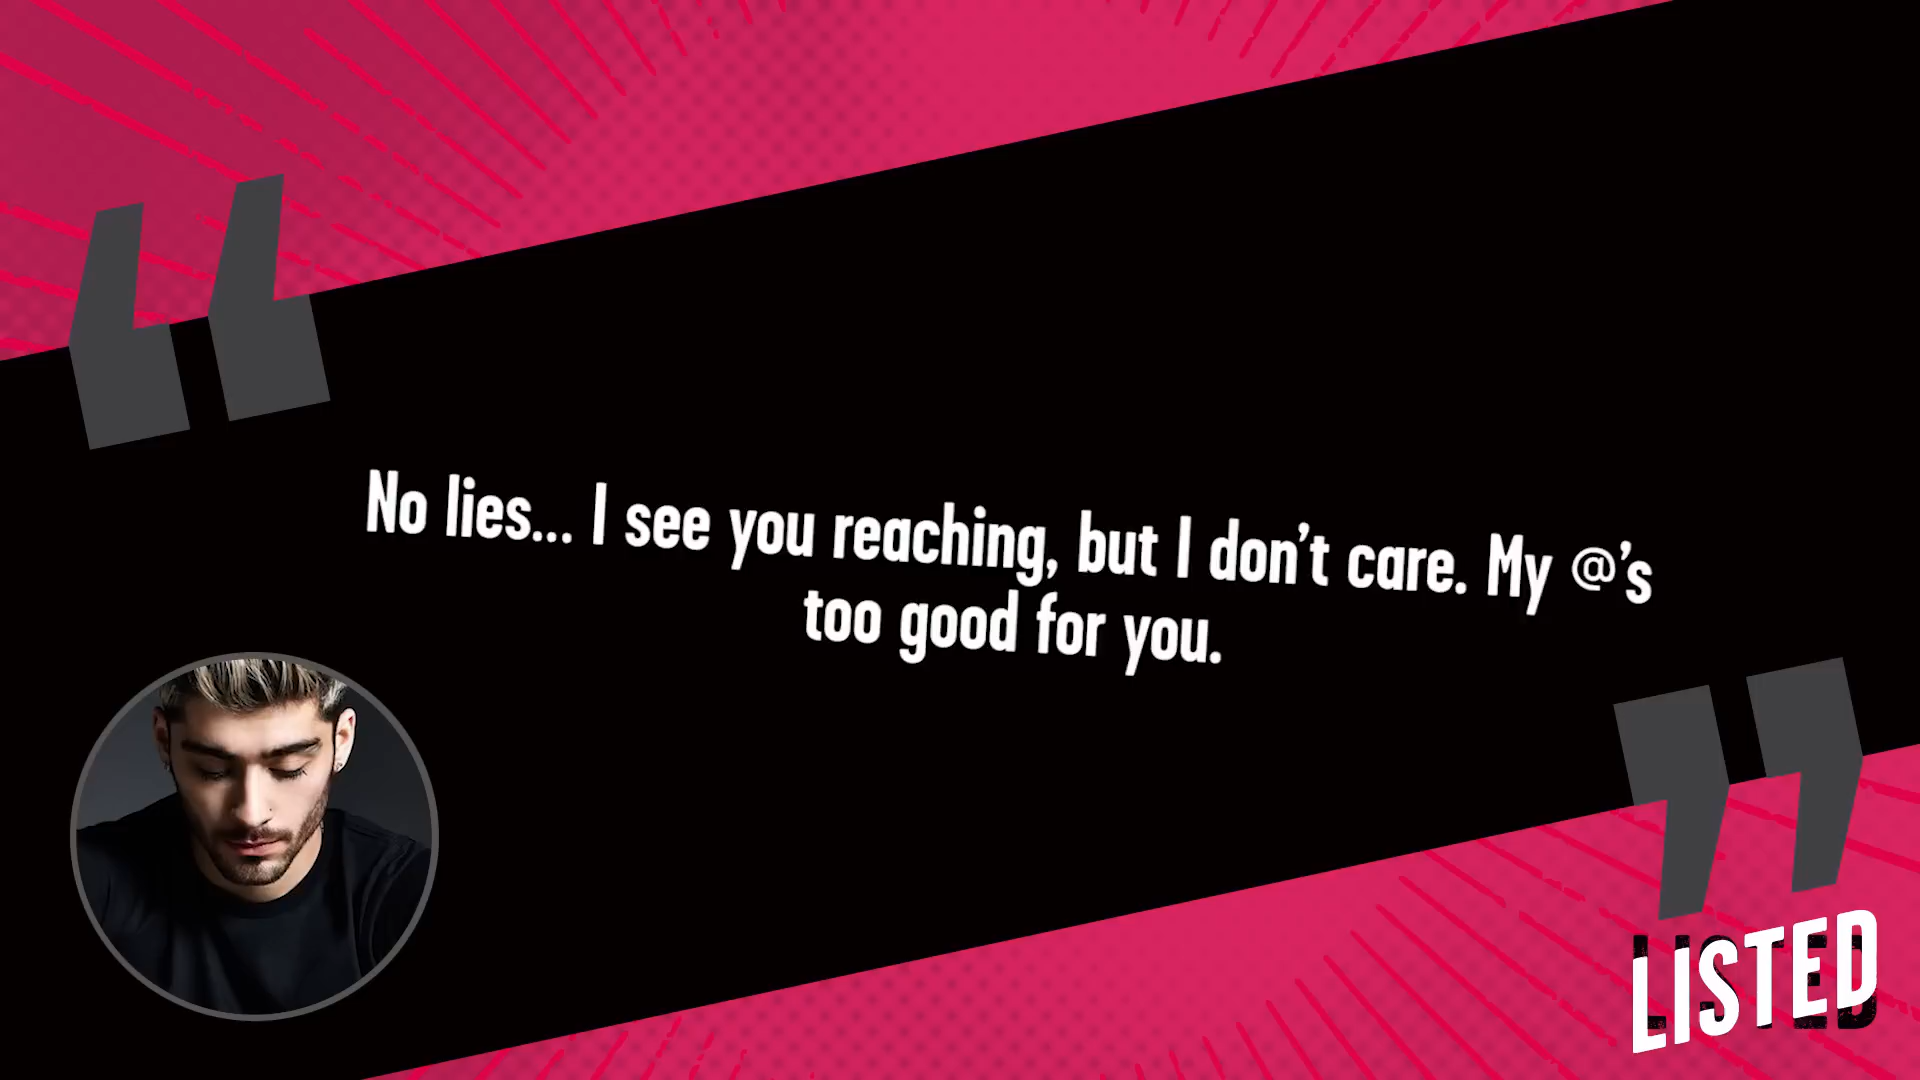 No lies... I see you reaching, but I don't care. My @'s
too good for you.
LISTED